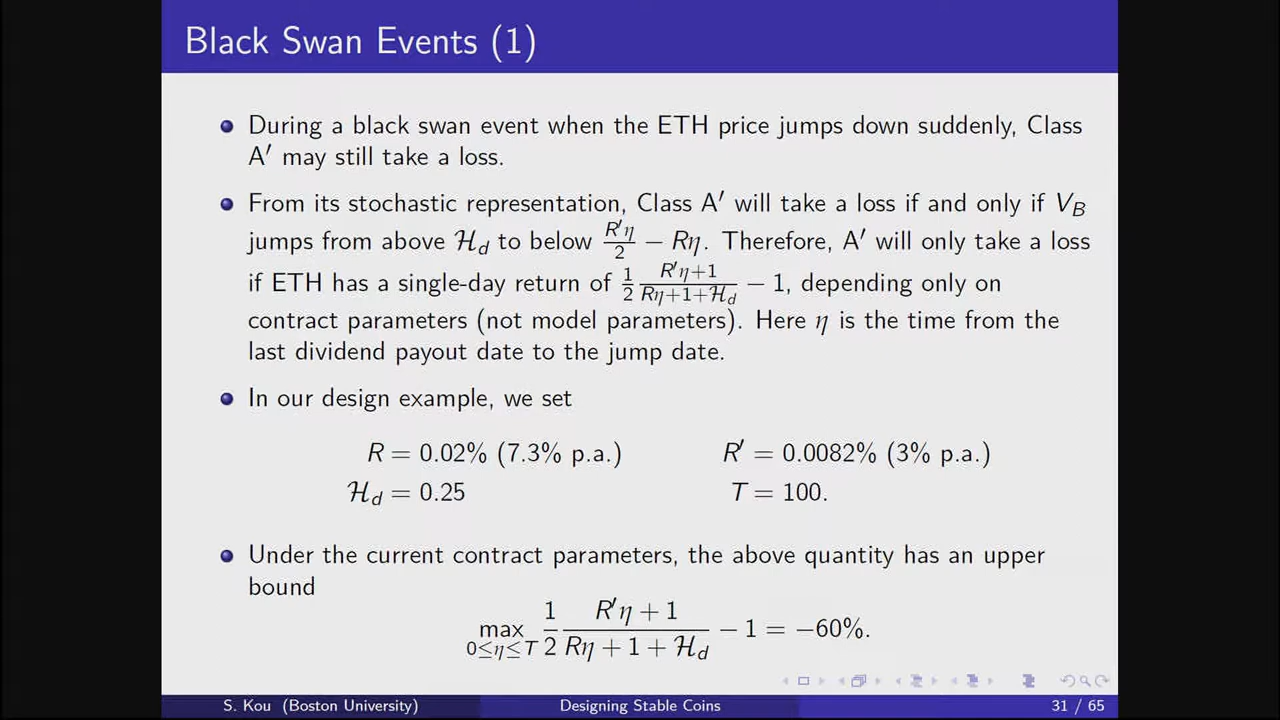 Black Swan Events (1)
During a black swan event when the ETH price jumps down suddenly, Class
A′ may still take a loss.
From its stochastic representation, Class A′ will take a loss if and only if V_B
jumps from above ℋ_d to below R′η/2 − Rη. Therefore, A′ will only take a loss
if ETH has a single-day return of 1/2 (R′η+1)/(Rη+1+ℋ_d) − 1, depending only on
contract parameters (not model parameters). Here η is the time from the
last dividend payout date to the jump date.
In our design example, we set
R = 0.02% (7.3% p.a.) R′ = 0.0082% (3% p.a.)
ℋ_d = 0.25 T = 100.
Under the current contract parameters, the above quantity has an upper
bound
max_{0≤η≤T} 1/2 (R′η + 1)/(Rη + 1 + ℋ_d) − 1 = −60%.
S. Kou (Boston University) Designing Stable Coins 31 / 65